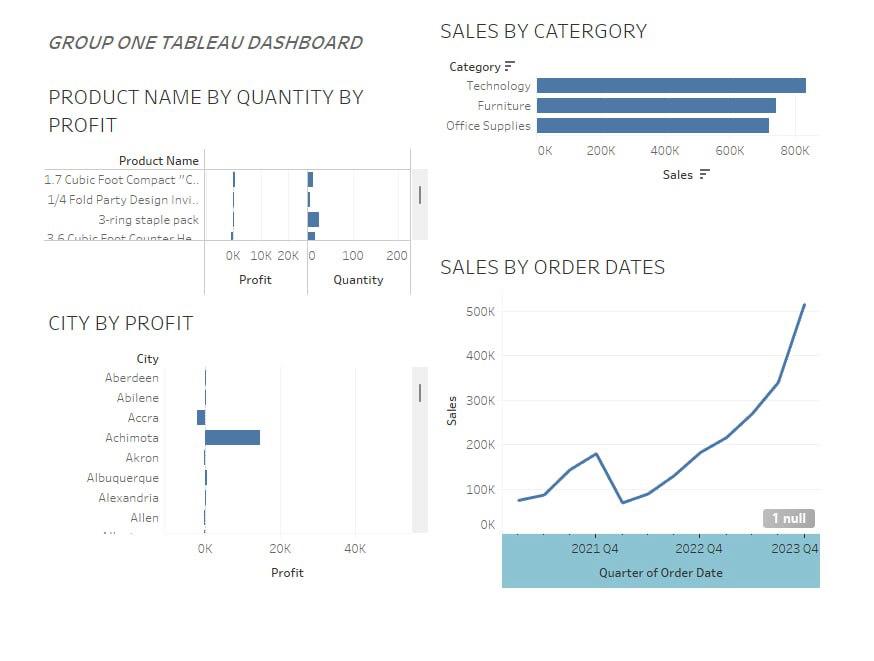 GROUP ONE TABLEAU DASHBOARD
PRODUCT NAME BY QUANTITY BY
PROFIT
Product Name
1.7 Cubic Foot Compact "C..
1/4 Fold Party Design Invi..
3-ring staple pack
3.6 Cubic Foot Counter He..
0K 10K 20K 0 100 200
Profit Quantity
CITY BY PROFIT
City
Aberdeen
Abilene
Accra
Achimota
Akron
Albuquerque
Alexandria
Allen
0K 20K 40K
Profit
SALES BY CATERGORY
Category
Technology
Furniture
Office Supplies
0K 200K 400K 600K 800K
Sales
SALES BY ORDER DATES
500K
400K
300K
200K
100K
0K
Sales
1 null
2021 Q4 2022 Q4 2023 Q4
Quarter of Order Date